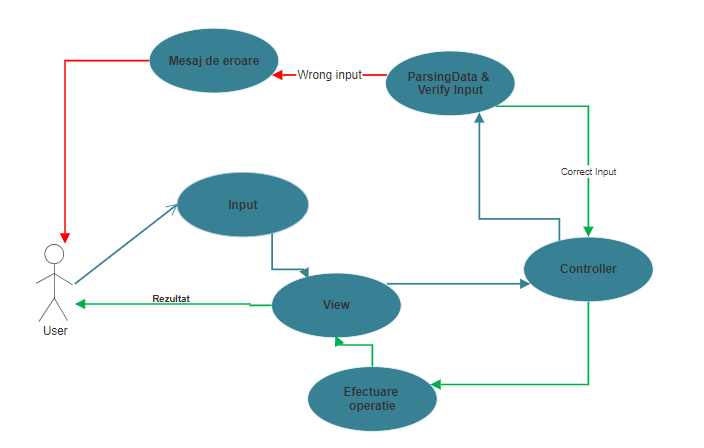 Mesaj de eroare
Wrong input
ParsingData &
Verify Input
Correct Input
Input
Controller
Rezultat
View
User
Efectuare
operatie